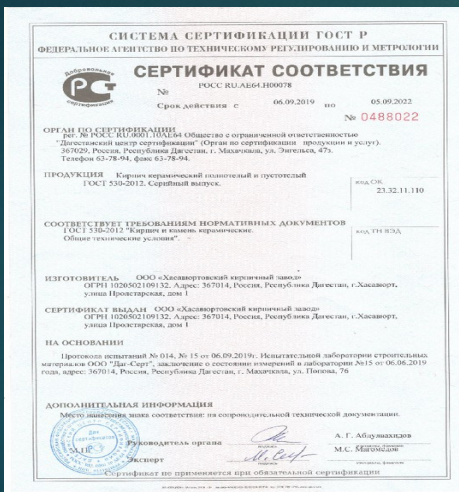 СИСТЕМА СЕРТИФИКАЦИИ ГОСТ Р
ФЕДЕРАЛЬНОЕ АГЕНТСТВО ПО ТЕХНИЧЕСКОМУ РЕГУЛИРОВАНИЮ И МЕТРОЛОГИИ
Добровольная сертификация
СЕРТИФИКАТ СООТВЕТСТВИЯ
№ РОСС RU.АЕ64.Н00078
Срок действия с 06.09.2019 по 05.09.2022
№ 0488022
ОРГАН ПО СЕРТИФИКАЦИИ
рег. № РОСС RU.0001.10АЕ64 Общество с ограниченной ответственностью
"Дагестанский центр сертификации" (Орган по сертификации продукции и услуг).
367029, Россия, Республика Дагестан, г. Махачкала, ул. Энгельса, 47з.
Телефон 63-78-94, факс 63-78-94.
ПРОДУКЦИЯ Кирпич керамический полнотелый и пустотелый
ГОСТ 530-2012. Серийный выпуск.
код ОК
23.32.11.110
СООТВЕТСТВУЕТ ТРЕБОВАНИЯМ НОРМАТИВНЫХ ДОКУМЕНТОВ
ГОСТ 530-2012 "Кирпич и камень керамические.
Общие технические условия".
код ТН ВЭД
ИЗГОТОВИТЕЛЬ ООО «Хасавюртовский кирпичный завод»
ОГРН 1020502109132. Адрес: 367014, Россия, Республика Дагестан, г.Хасавюрт,
улица Проектарская, дом 1
СЕРТИФИКАТ ВЫДАН ООО «Хасавюртовский кирпичный завод»
ОГРН 1020502109132. Адрес: 367014, Россия, Республика Дагестан, г.Хасавюрт,
улица Проектарская, дом 1
НА ОСНОВАНИИ
Протокола испытаний № 014, № 15 от 06.09.2019г. Испытательной лаборатории строительных
материалов ООО "Даг-Серт", заключение о состоянии измерений в лаборатории №15 от 06.06.2019
года, адрес: 367014, Россия, Республика Дагестан, г. Махачкала, ул. Попова, 76
ДОПОЛНИТЕЛЬНАЯ ИНФОРМАЦИЯ
Место нанесения знака соответствия: на сопроводительной технической документации.
Руководитель органа А. Г. Абдулвахидов
М.П.
Эксперт М.С. Магомедов
Сертификат не применяется при обязательной сертификации